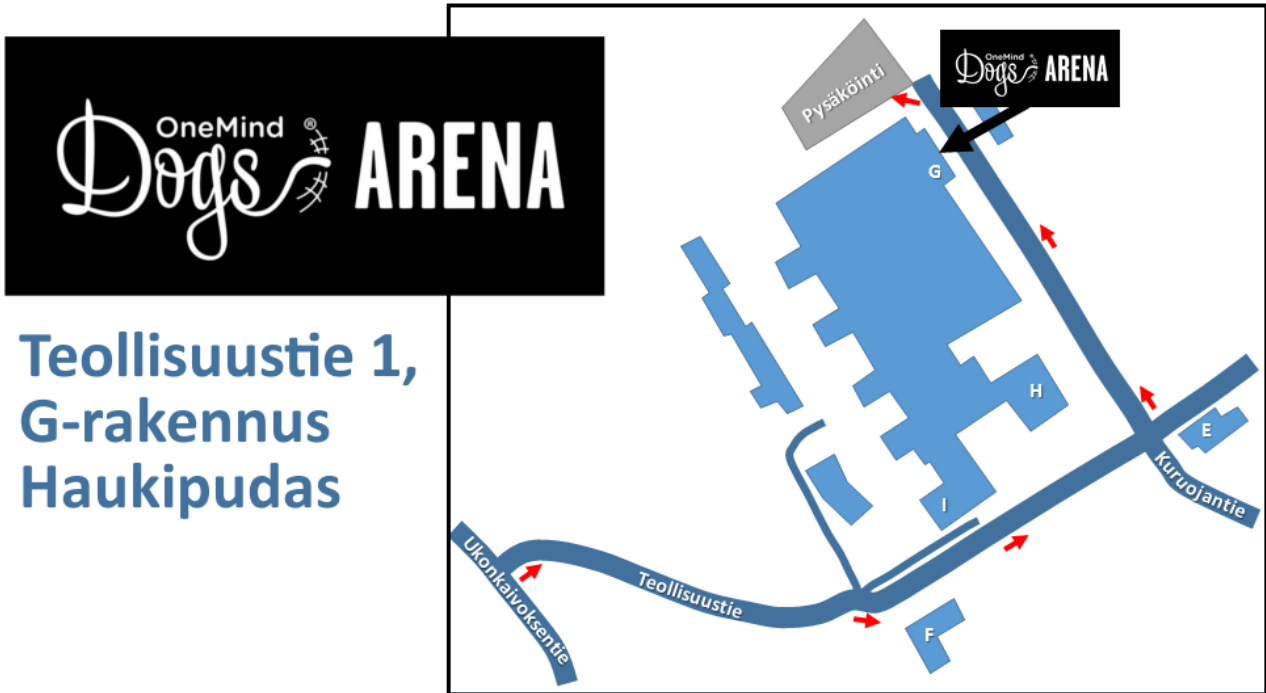 OneMind ®
Dogs ARENA
Teollisuustie 1,
G-rakennus
Haukipudas
OneMind
Dogs ARENA
Pysäköinti
G
H
E
I
Kuruojantie
Ukonkaivoksentie
Teollisuustie
F